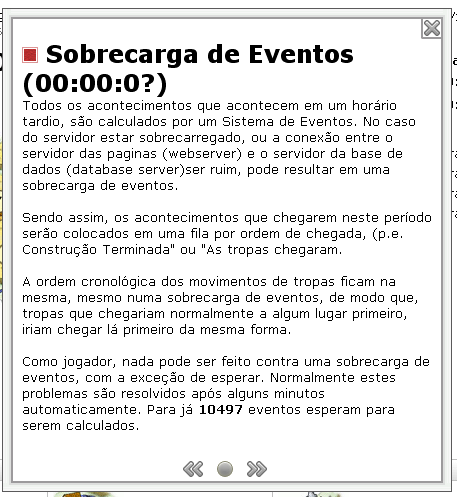 Sobrecarga de Eventos
(00:00:0?)
Todos os acontecimentos que acontecem em um horário
tardio, são calculados por um Sistema de Eventos. No caso
do servidor estar sobrecarregado, ou a conexão entre o
servidor das paginas (webserver) e o servidor da base de
dados (database server)ser ruim, pode resultar em uma
sobrecarga de eventos.
Sendo assim, os acontecimentos que chegarem neste período
serão colocados em uma fila por ordem de chegada, (p.e.
Construção Terminada" ou "As tropas chegaram.
A ordem cronológica dos movimentos de tropas ficam na
mesma, mesmo numa sobrecarga de eventos, de modo que,
tropas que chegariam normalmente a algum lugar primeiro,
iriam chegar lá primeiro da mesma forma.
Como jogador, nada pode ser feito contra uma sobrecarga de
eventos, com a exceção de esperar. Normalmente estes
problemas são resolvidos após alguns minutos
automaticamente. Para já 10497 eventos esperam para
serem calculados.